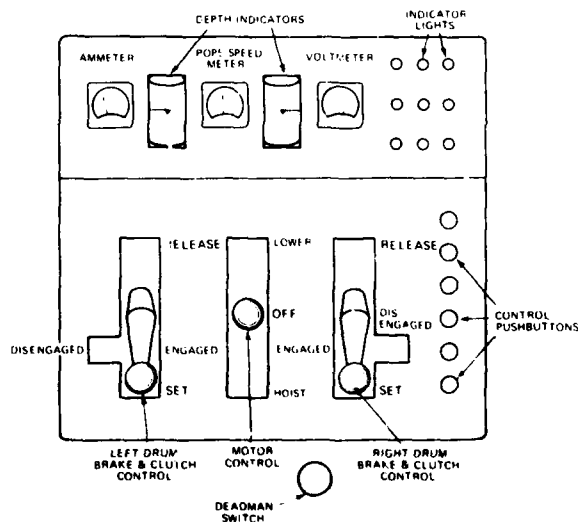 DEPTH INDICATORS
INDICATOR
LIGHTS
AMMETER
ROPE SPEED
METER
VOLTMETER
RELEASE
LOWER
RELEASE
OFF
DIS
ENGAGED
DISENGAGED
ENGAGED
ENGAGED
CONTROL
PUSHBUTTONS
SET
HOIST
SET
LEFT DRUM
BRAKE & CLUTCH
CONTROL
MOTOR
CONTROL
RIGHT DRUM
BRAKE & CLUTCH
CONTROL
DEADMAN
SWITCH